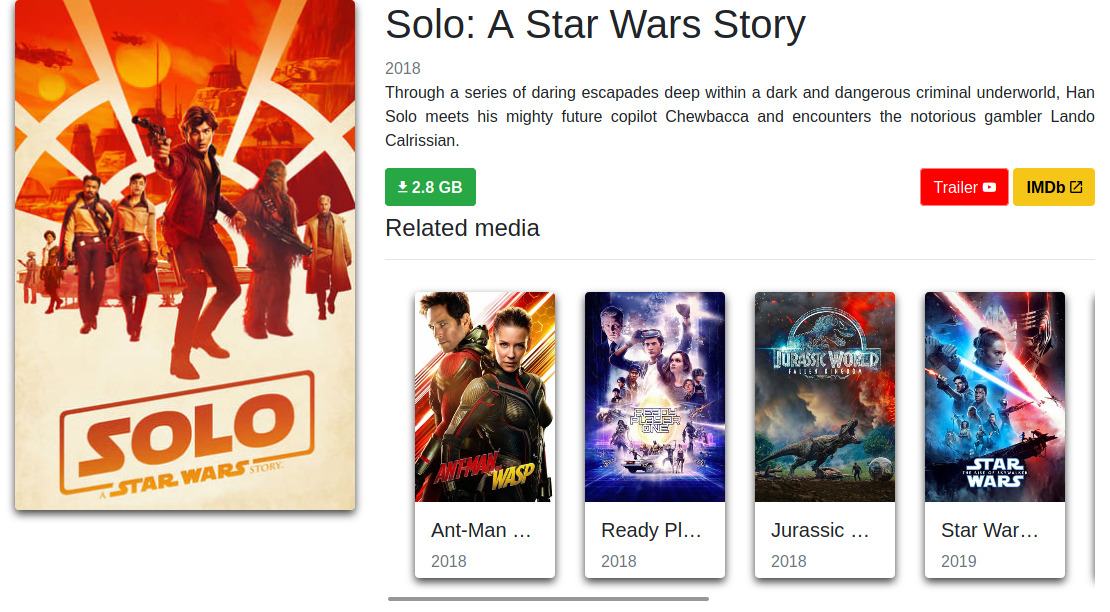 Solo: A Star Wars Story
2018
Through a series of daring escapades deep within a dark and dangerous criminal underworld, Han
Solo meets his mighty future copilot Chewbacca and encounters the notorious gambler Lando
Calrissian.
2.8 GB
Trailer
IMDb
Related media
SOLO
A STAR WARS STORY.
ANT-MAN
WASP
READY
PLAYER
ONE
JURASSIC WORLD
FALLEN KINGDOM
STAR
THE RISE OF SKYWALKER
WARS
Ant-Man ...
2018
Ready Pl...
2018
Jurassic ...
2018
Star War...
2019